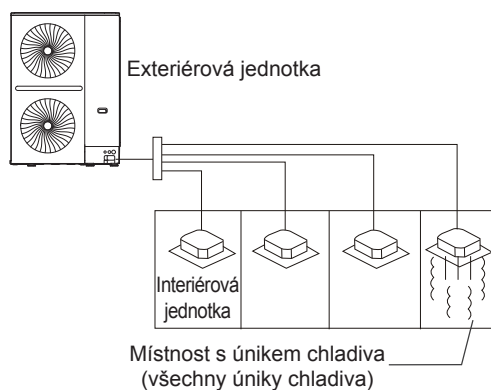 Exteriérová jednotka
Interiérová
jednotka
Místnost s únikem chladiva
(všechny úniky chladiva)